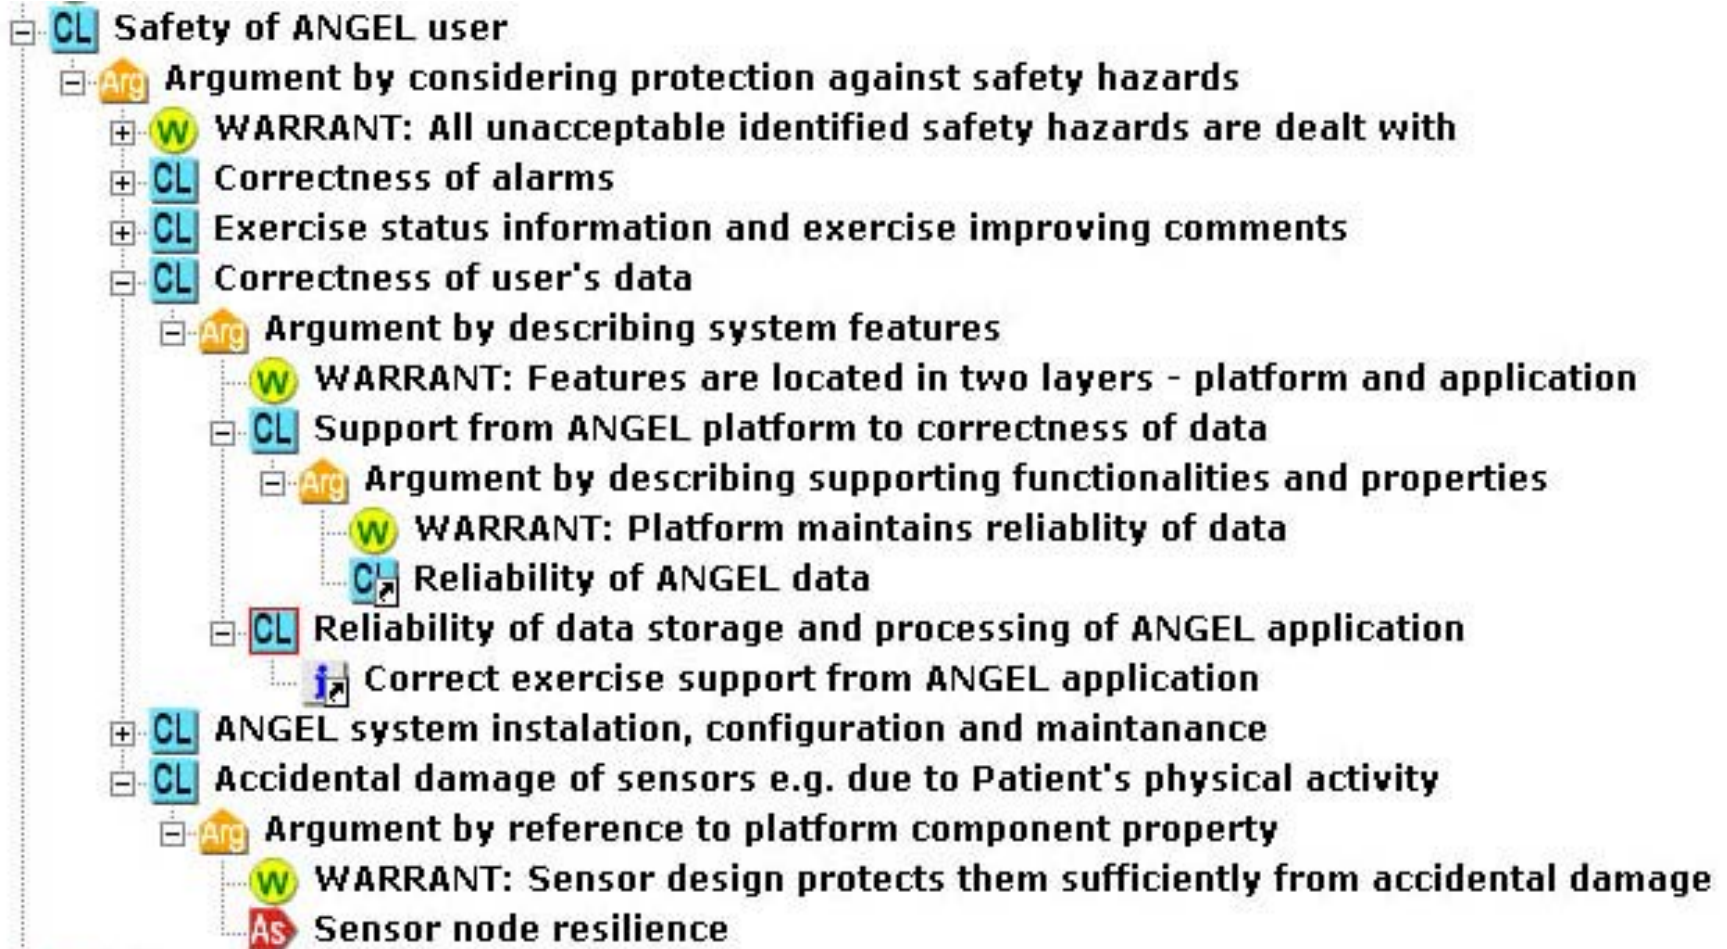 CL Safety of ANGEL user
Arg Argument by considering protection against safety hazards
W WARRANT: All unacceptable identified safety hazards are dealt with
CL Correctness of alarms
CL Exercise status information and exercise improving comments
CL Correctness of user's data
Arg Argument by describing system features
W WARRANT: Features are located in two layers - platform and application
CL Support from ANGEL platform to correctness of data
Arg Argument by describing supporting functionalities and properties
W WARRANT: Platform maintains reliablity of data
CL Reliability of ANGEL data
CL Reliability of data storage and processing of ANGEL application
i Correct exercise support from ANGEL application
CL ANGEL system instalation, configuration and maintanance
CL Accidental damage of sensors e.g. due to Patient's physical activity
Arg Argument by reference to platform component property
W WARRANT: Sensor design protects them sufficiently from accidental damage
As Sensor node resilience